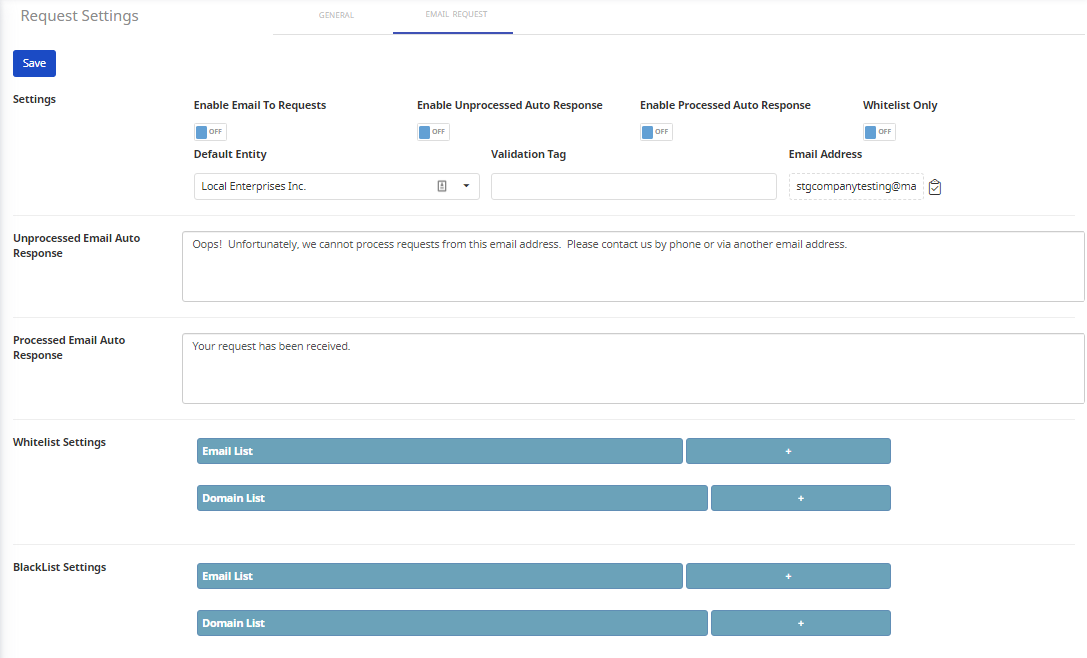 Request Settings
GENERAL
EMAIL REQUEST
Save
Settings
Enable Email To Requests
Enable Unprocessed Auto Response
Enable Processed Auto Response
Whitelist Only
OFF
OFF
OFF
OFF
Default Entity
Validation Tag
Email Address
Local Enterprises Inc.
stgcompanytesting@ma
Unprocessed Email Auto
Response
Oops!  Unfortunately, we cannot process requests from this email address.  Please contact us by phone or via another email address.
Processed Email Auto
Response
Your request has been received.
Whitelist Settings
Email List
+
Domain List
+
BlackList Settings
Email List
+
Domain List
+